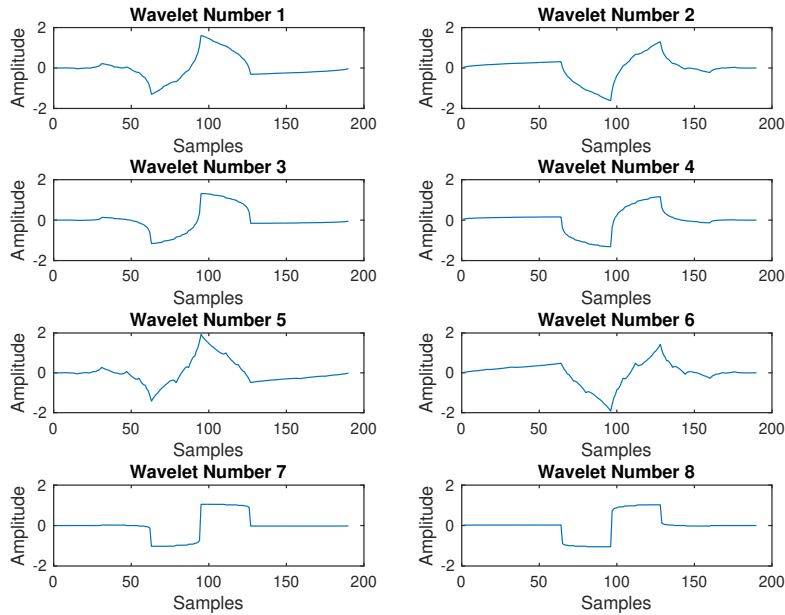 Wavelet Number 1
2
0
-2
Amplitude
0 50 100 150 200
Samples
Wavelet Number 2
2
0
-2
Amplitude
0 50 100 150 200
Samples
Wavelet Number 3
2
0
-2
Amplitude
0 50 100 150 200
Samples
Wavelet Number 4
2
0
-2
Amplitude
0 50 100 150 200
Samples
Wavelet Number 5
2
0
-2
Amplitude
0 50 100 150 200
Samples
Wavelet Number 6
2
0
-2
Amplitude
0 50 100 150 200
Samples
Wavelet Number 7
2
0
-2
Amplitude
0 50 100 150 200
Samples
Wavelet Number 8
2
0
-2
Amplitude
0 50 100 150 200
Samples